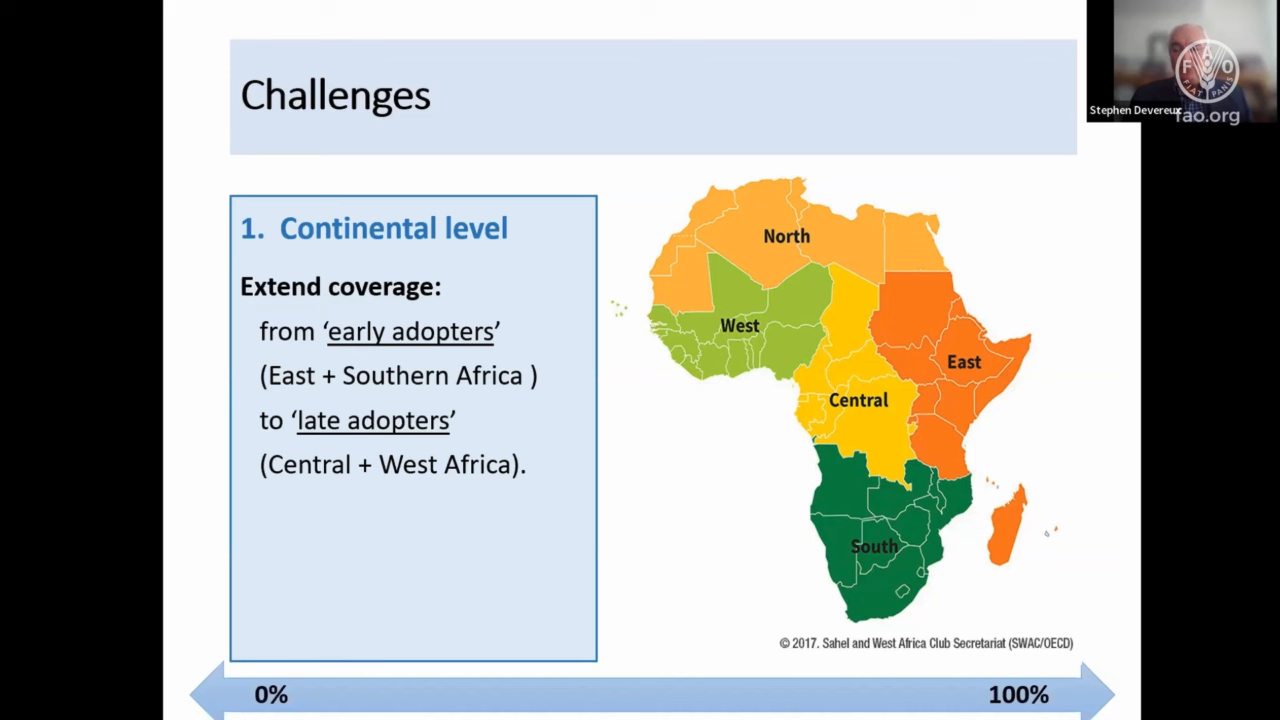 Challenges
1. Continental level
Extend coverage:
from ‘early adopters’
(East + Southern Africa )
to ‘late adopters’
(Central + West Africa).
North
West
East
Central
South
© 2017. Sahel and West Africa Club Secretariat (SWAC/OECD)
0%
100%
Stephen Devereux
F A O
FIAT PANIS
fao.org